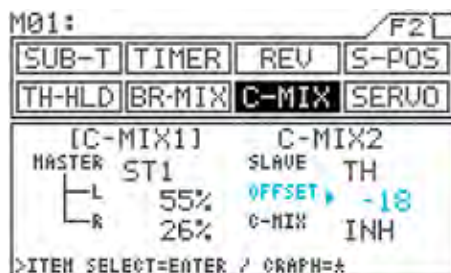 M01: F2
SUB-T TIMER REV S-POS
TH-HLD BR-MIX C-MIX SERVO
[C-MIX1] C-MIX2
MASTER ST1 SLAVE TH
L 55% OFFSET -18
R 26% C-MIX INH
>ITEM SELECT=ENTER / GRAPH=*